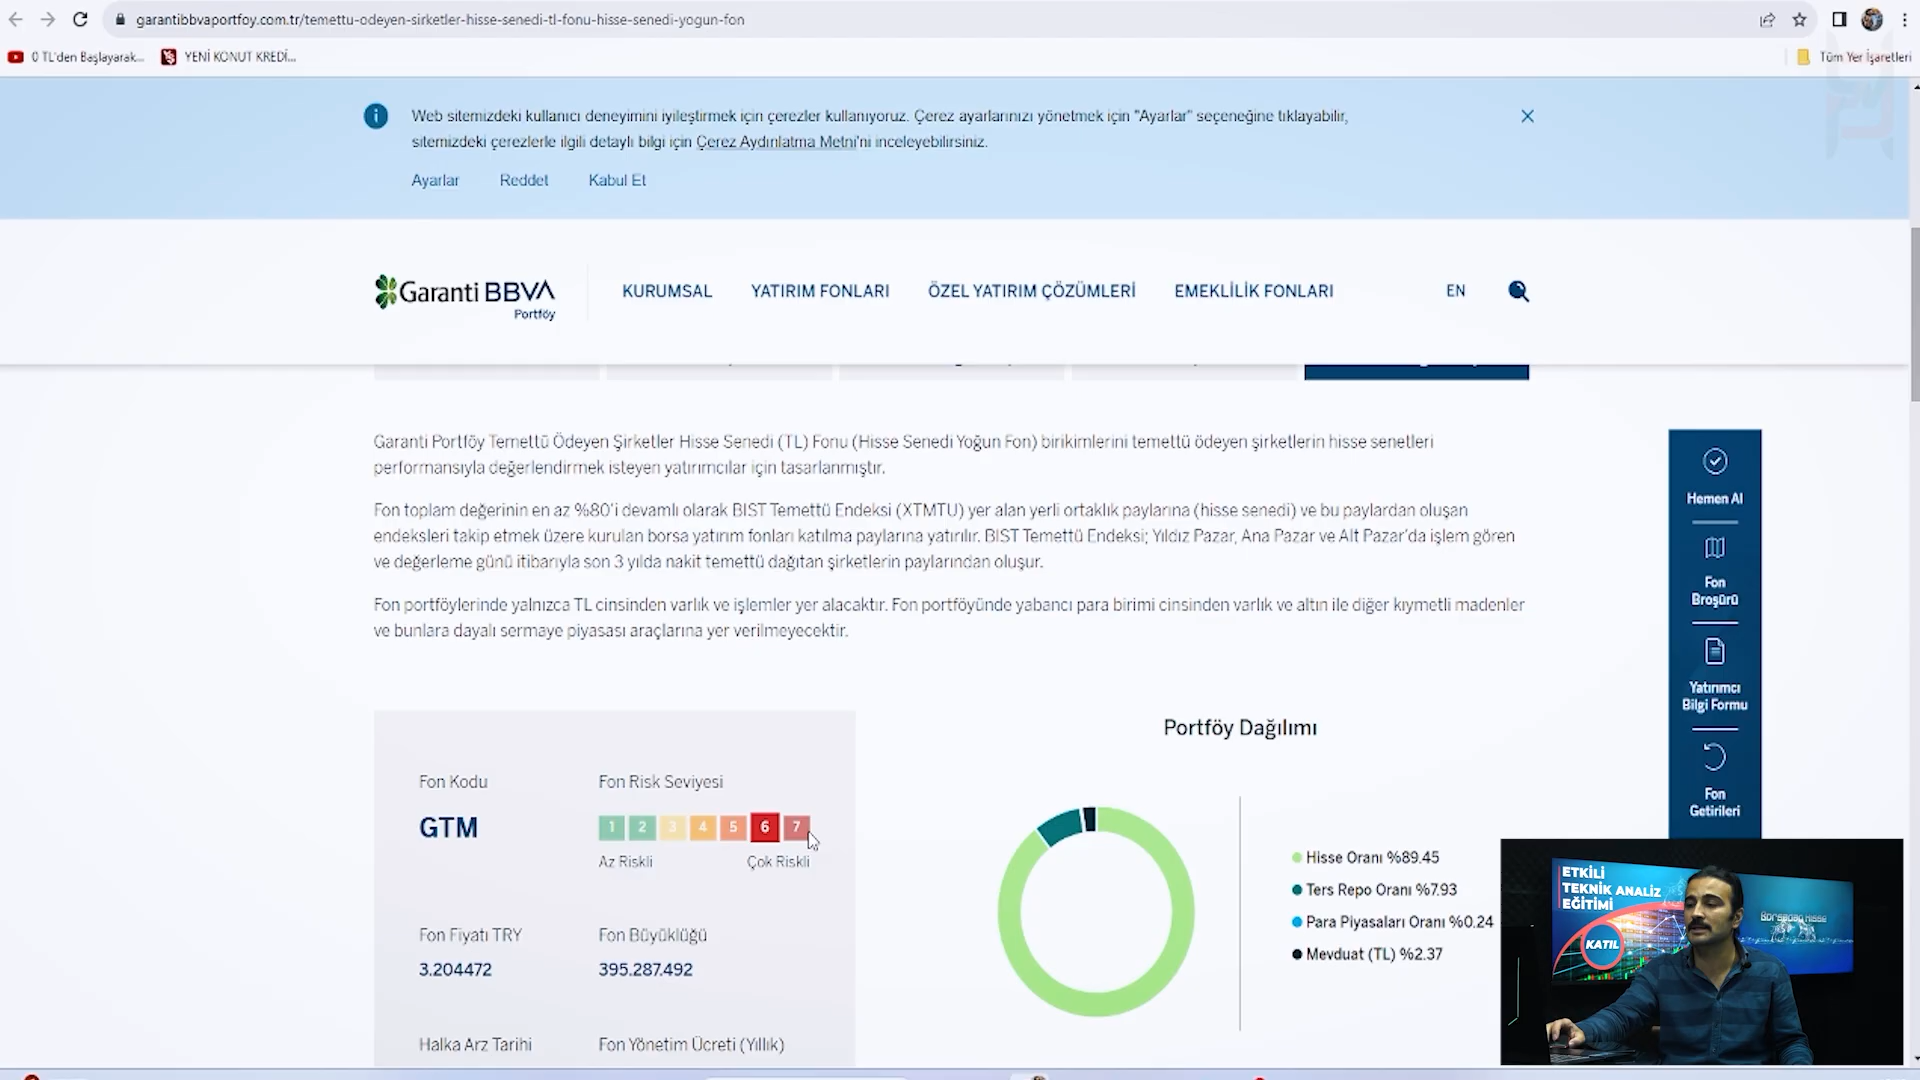 garantibbvaportfoy.com.tr/temettu-odeyen-sirketler-hisse-senedi-tl-fonu-hisse-senedi-yogun-fon
0 TL'den Başlayarak...
YENİ KONUT KREDİ...
Tüm Yer İşaretleri
Web sitemizdeki kullanıcı deneyimini iyileştirmek için çerezler kullanıyoruz. Çerez ayarlarınızı yönetmek için "Ayarlar" seçeneğine tıklayabilir,
sitemizdeki çerezlerle ilgili detaylı bilgi için Çerez Aydınlatma Metni'ni inceleyebilirsiniz.
Ayarlar
Reddet
Kabul Et
Garanti BBVA
Portföy
KURUMSAL
YATIRIM FONLARI
ÖZEL YATIRIM ÇÖZÜMLERİ
EMEKLİLİK FONLARI
EN
Garanti Portföy Temettü Ödeyen Şirketler Hisse Senedi (TL) Fonu (Hisse Senedi Yoğun Fon) birikimlerini temettü ödeyen şirketlerin hisse senetleri
performansıyla değerlendirmek isteyen yatırımcılar için tasarlanmıştır.
Fon toplam değerinin en az %80'i devamlı olarak BIST Temettü Endeksi (XTMTU) yer alan yerli ortaklık paylarına (hisse senedi) ve bu paylardan oluşan
endeksleri takip etmek üzere kurulan borsa yatırım fonları katılma paylarına yatırılır. BIST Temettü Endeksi; Yıldız Pazar, Ana Pazar ve Alt Pazar'da işlem gören
ve değerleme günü itibarıyla son 3 yılda nakit temettü dağıtan şirketlerin paylarından oluşur.
Fon portföylerinde yalnızca TL cinsinden varlık ve işlemler yer alacaktır. Fon portföyünde yabancı para birimi cinsinden varlık ve altın ile diğer kıymetli madenler
ve bunlara dayalı sermaye piyasası araçlarına yer verilmeyecektir.
Hemen Al
Fon
Broşürü
Yatırımcı
Bilgi Formu
Fon
Getirileri
Fon Kodu
GTM
Fon Risk Seviyesi
1 2 3 4 5 6 7
Az Riskli
Çok Riskli
Fon Fiyatı TRY
3.204472
Fon Büyüklüğü
395.287.492
Halka Arz Tarihi
Fon Yönetim Ücreti (Yıllık)
Portföy Dağılımı
Hisse Oranı %89.45
Ters Repo Oranı %7.93
Para Piyasaları Oranı %0.24
Mevduat (TL) %2.37
ETKİLİ
TEKNİK ANALİZ
EĞİTİMİ
KATIL
Borsadan Hisse